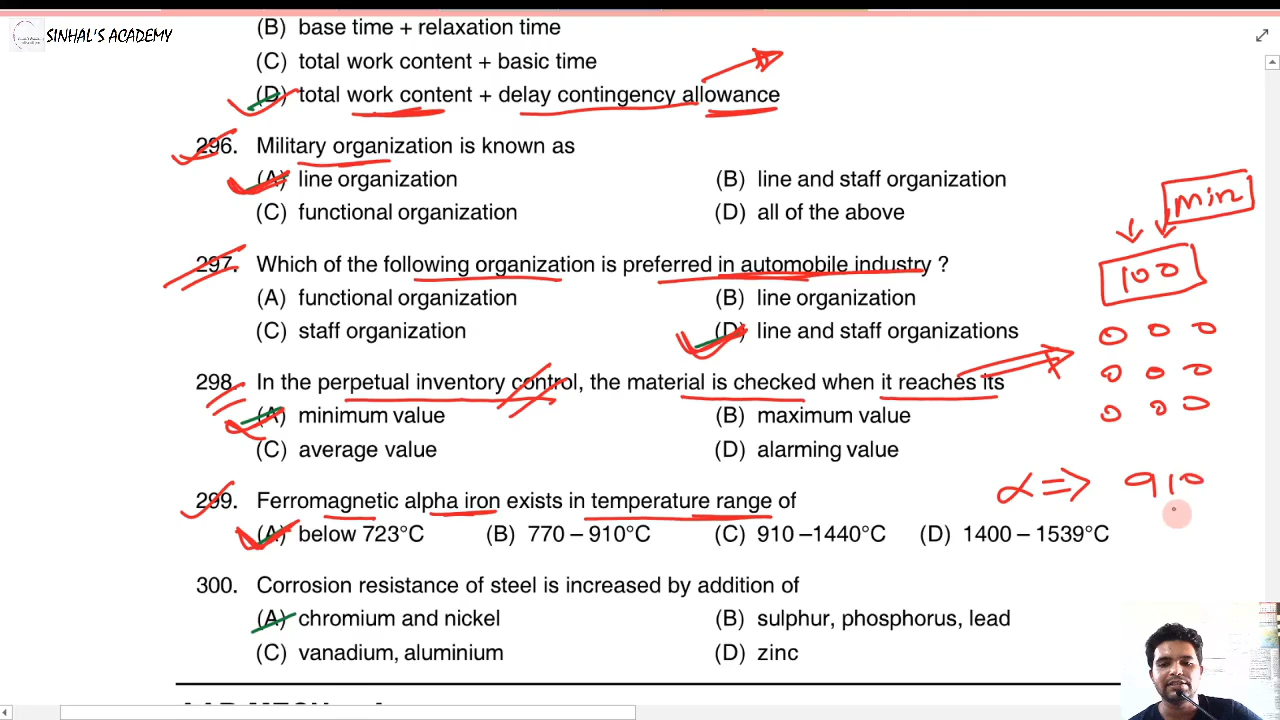 (B) base time + relaxation time
SINHAL'S ACADEMY
(C) total work content + basic time
(D) total work content + delay contingency allowance
296. Military organization is known as
(A) line organization (B) line and staff organization
(C) functional organization (D) all of the above
min
100
297. Which of the following organization is preferred in automobile industry ?
(A) functional organization (B) line organization
(C) staff organization (D) line and staff organizations
298. In the perpetual inventory control, the material is checked when it reaches its
(A) minimum value (B) maximum value
(C) average value (D) alarming value
299. Ferromagnetic alpha iron exists in temperature range of
α ⇒ 910
(A) below 723°C (B) 770 – 910°C (C) 910 –1440°C (D) 1400 – 1539°C
300. Corrosion resistance of steel is increased by addition of
(A) chromium and nickel (B) sulphur, phosphorus, lead
(C) vanadium, aluminium (D) zinc